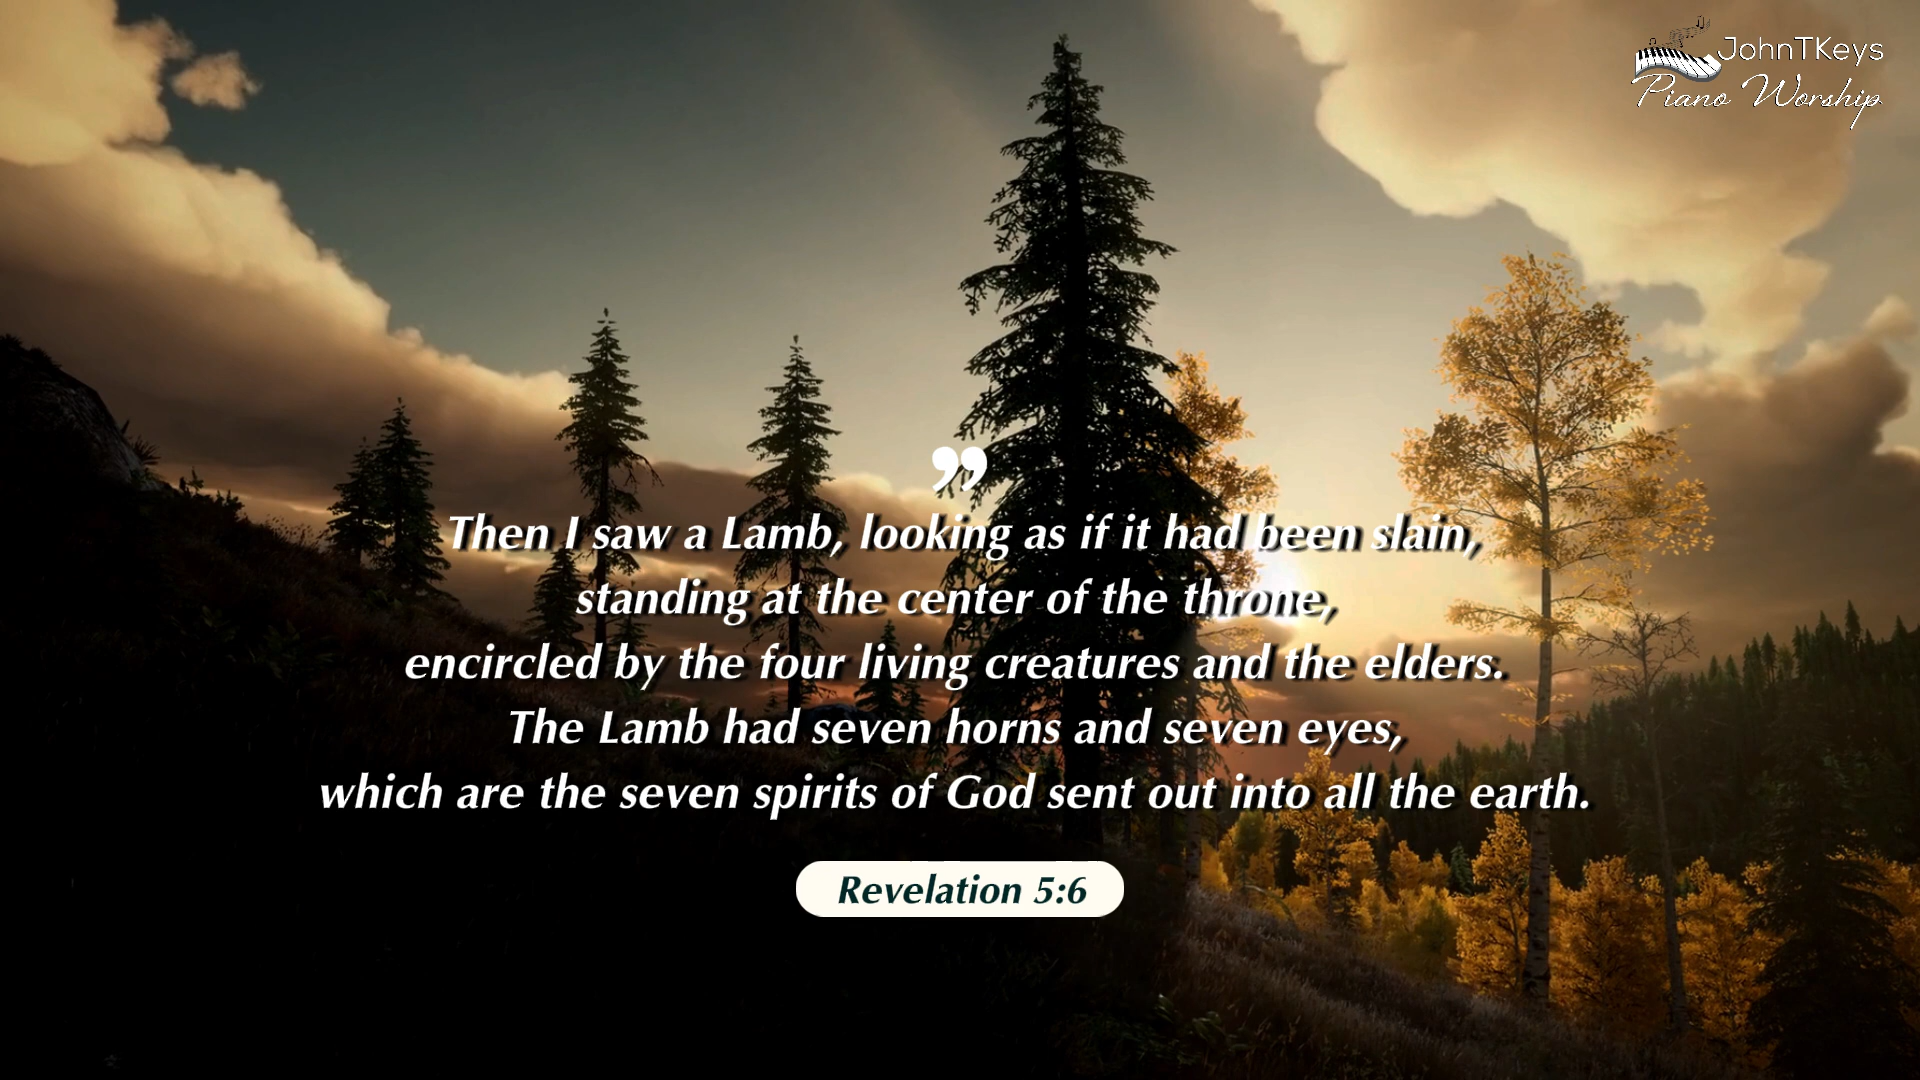 JohnTKeys
Piano Worship
”
Then I saw a Lamb, looking as if it had been slain,
standing at the center of the throne,
encircled by the four living creatures and the elders.
The Lamb had seven horns and seven eyes,
which are the seven spirits of God sent out into all the earth.
Revelation 5:6